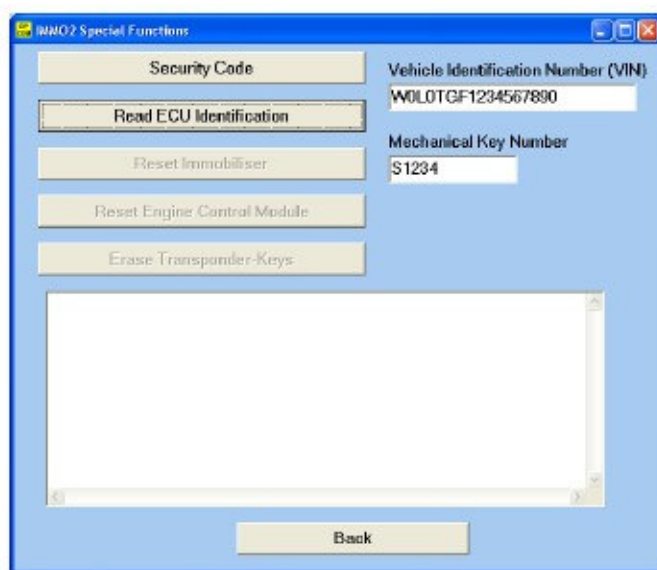 IMMO2 Special Functions
Security Code
Read ECU Identification
Reset Immobiliser
Reset Engine Control Module
Erase Transponder-Keys
Vehicle Identification Number (VIN)
W0L0TGF1234567890
Mechanical Key Number
S1234
Back